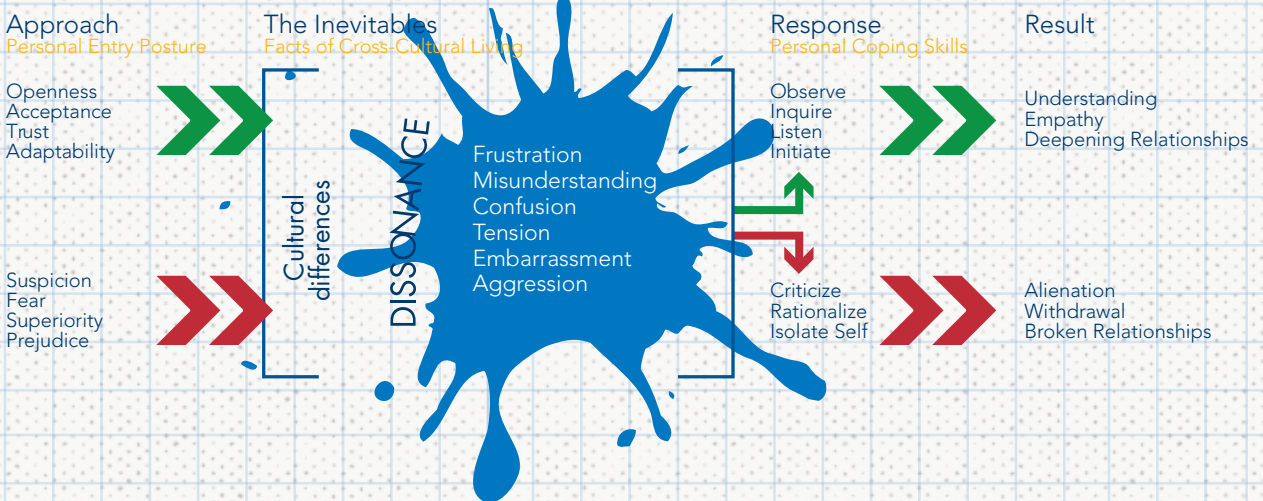 Approach
Personal Entry Posture
Openness
Acceptance
Trust
Adaptability
Suspicion
Fear
Superiority
Prejudice
The Inevitables
Facts of Cross-Cultural Living
Cultural
differences
DISSONANCE
Frustration
Misunderstanding
Confusion
Tension
Embarrassment
Aggression
Response
Personal Coping Skills
Observe
Inquire
Listen
Initiate
Criticize
Rationalize
Isolate Self
Result
Understanding
Empathy
Deepening Relationships
Alienation
Withdrawal
Broken Relationships